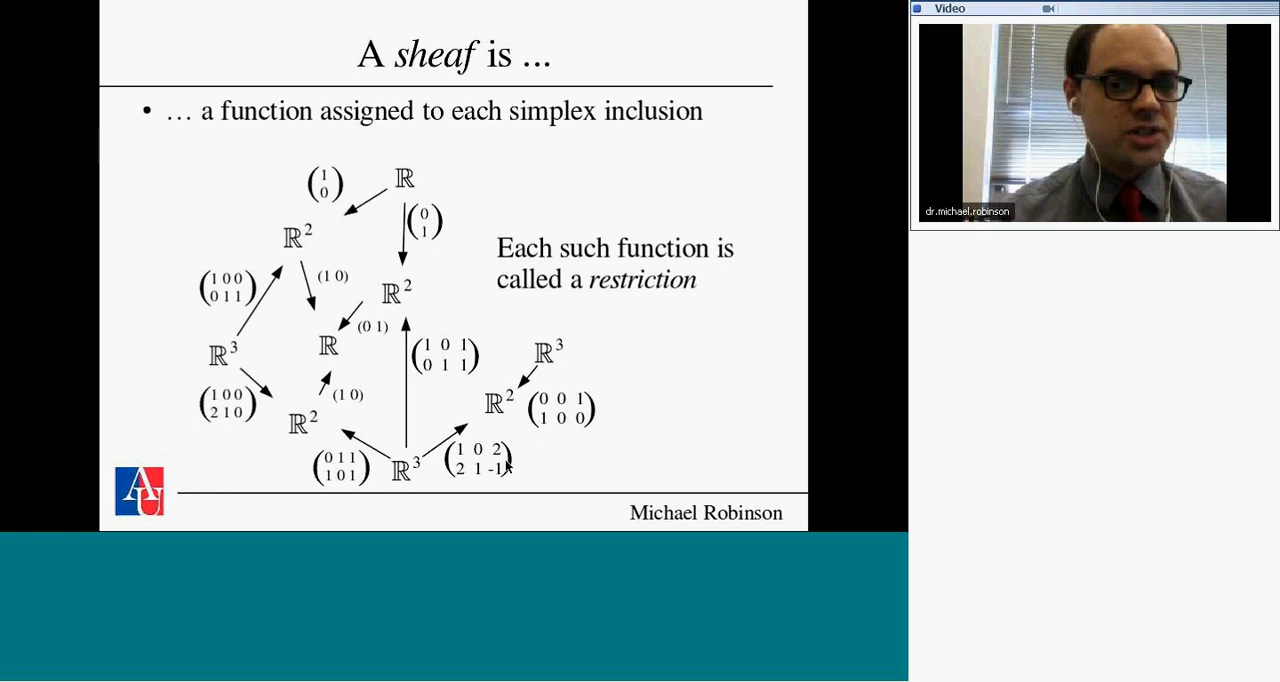 A sheaf is ...
• … a function assigned to each simplex inclusion
(1
0)
ℝ
(0
1)
ℝ²
Each such function is
called a restriction
(1 0 0
0 1 1)
(1 0)
ℝ²
(0 1)
ℝ³
ℝ
(1 0 1
0 1 1)
ℝ³
(1 0 0
2 1 0)
(1 0)
ℝ²
(0 0 1
1 0 0)
ℝ²
(0 1 1
1 0 1)
ℝ³
(1 0 2
2 1 -1)
AU
Michael Robinson
Video
dr.michael.robinson